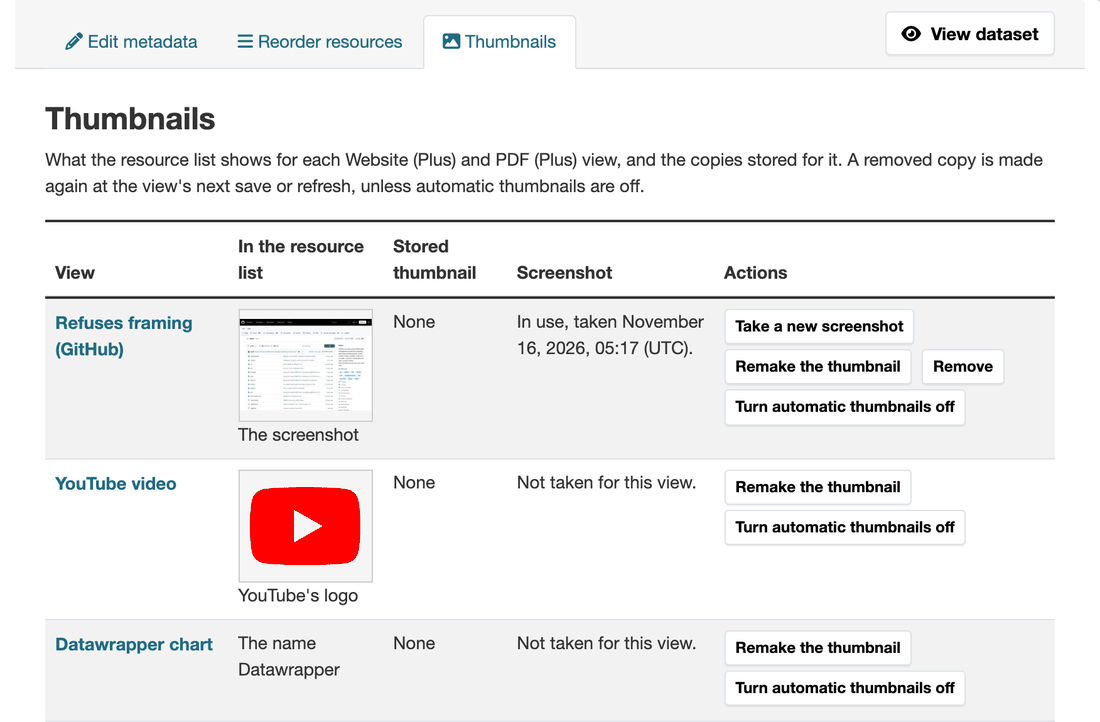 Edit metadata
Reorder resources
Thumbnails
View dataset
Thumbnails
What the resource list shows for each Website (Plus) and PDF (Plus) view, and the copies stored for it. A removed copy is made
again at the view's next save or refresh, unless automatic thumbnails are off.
View
In the resource
list
Stored
thumbnail
Screenshot
Actions
Refuses framing
(GitHub)
The screenshot
None
In use, taken November
16, 2026, 05:17 (UTC).
Take a new screenshot
Remake the thumbnail
Remove
Turn automatic thumbnails off
YouTube video
YouTube's logo
None
Not taken for this view.
Remake the thumbnail
Turn automatic thumbnails off
Datawrapper chart
The name
Datawrapper
None
Not taken for this view.
Remake the thumbnail
Turn automatic thumbnails off